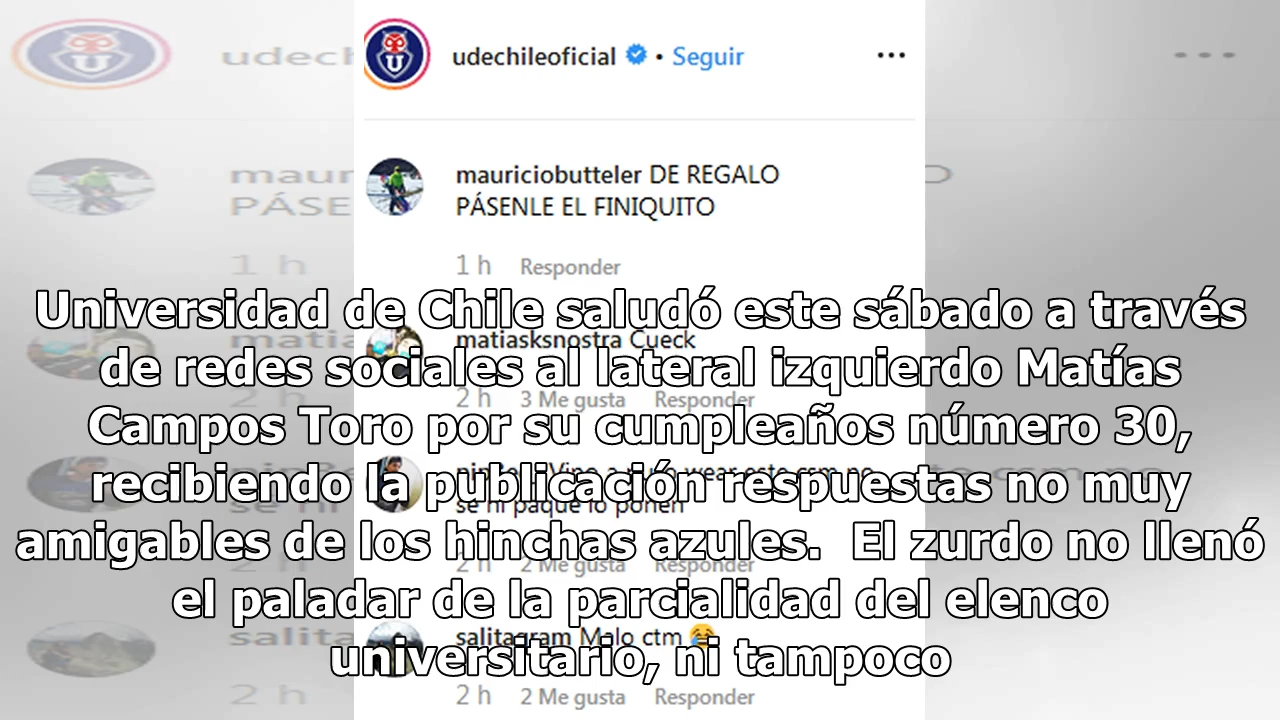 udechileoficial • Seguir
mauriciobutteler DE REGALO
PÁSENLE EL FINIQUITO
1 h Responder
Universidad de Chile saludó este sábado a través
matiasksnostra Cueck
de redes sociales al lateral izquierdo Matías
2 h 3 Me gusta Responder
Campos Toro por su cumpleaños número 30,
recibiendo la publicación respuestas no muy
se ni paque lo ponen
amigables de los hinchas azules. El zurdo no llenó
2 h 2 Me gusta Responder
el paladar de la parcialidad del elenco
salitagram Malo ctm 😂
universitario, ni tampoco
2 h 2 Me gusta Responder